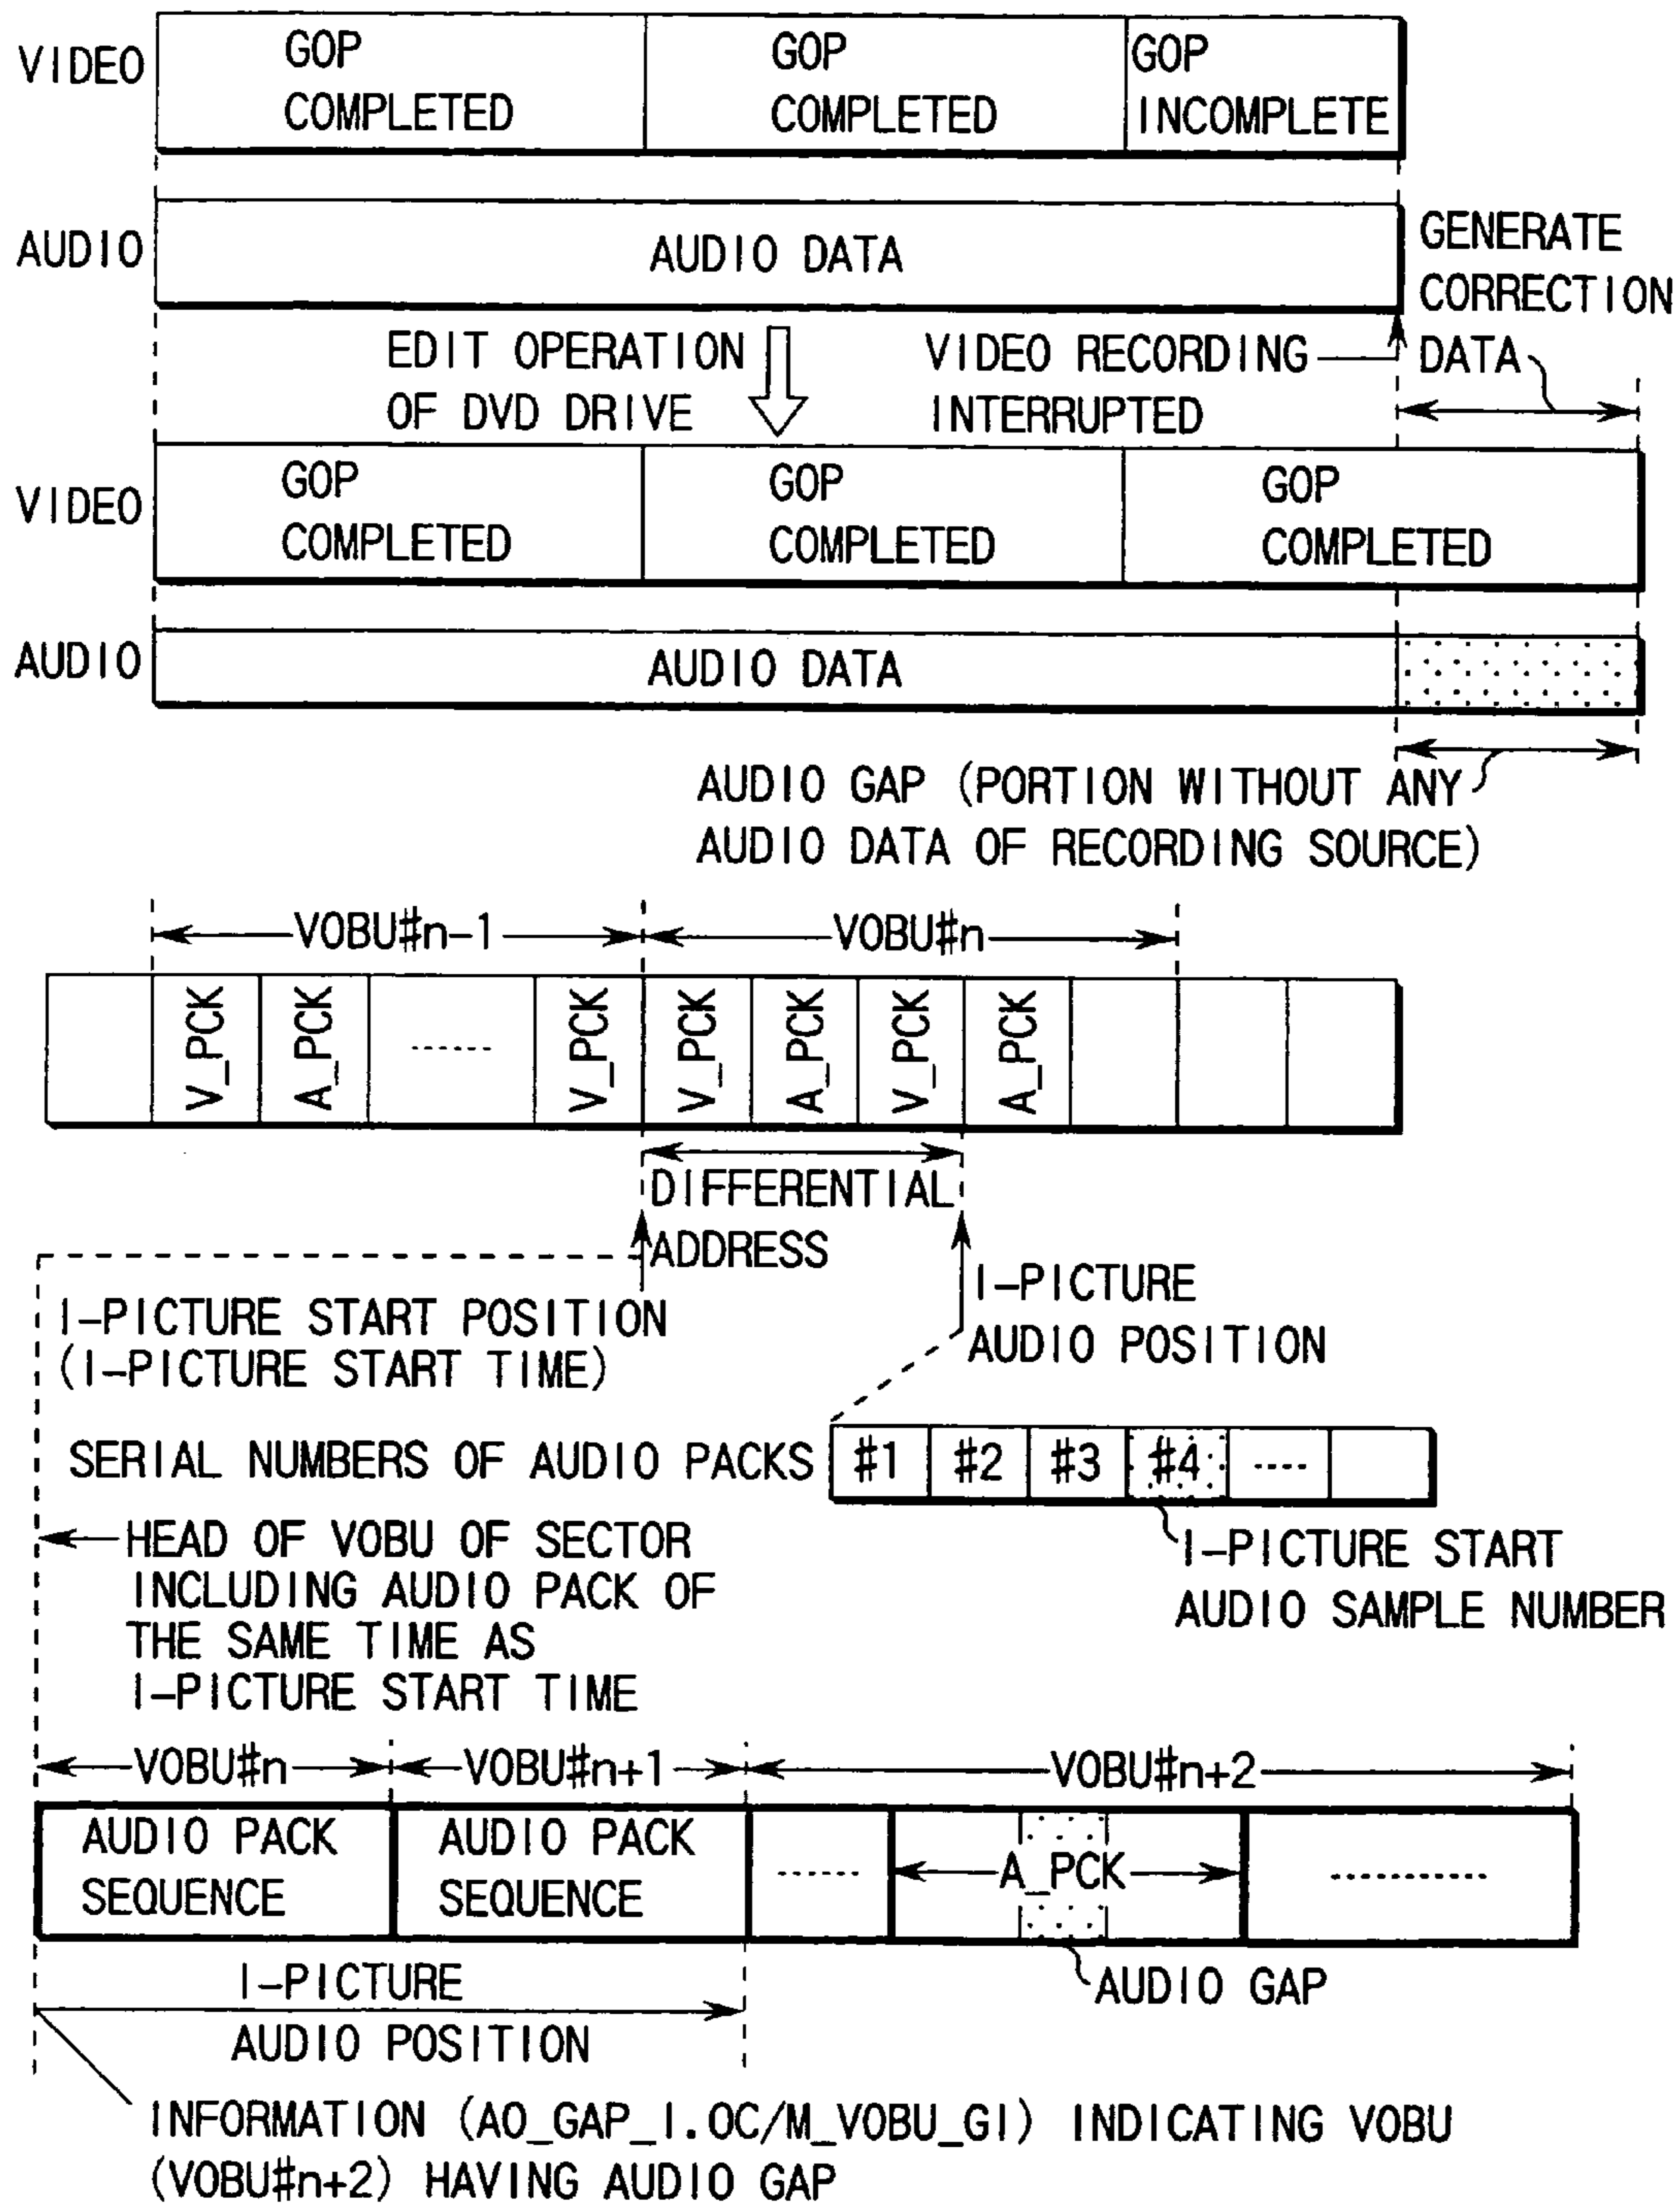 VIDEO
GOP
COMPLETED
GOP
COMPLETED
GOP
INCOMPLETE
AUDIO
AUDIO DATA
GENERATE
CORRECTION
DATA
EDIT OPERATION
OF DVD DRIVE
VIDEO RECORDING
INTERRUPTED
VIDEO
GOP
COMPLETED
GOP
COMPLETED
GOP
COMPLETED
AUDIO
AUDIO DATA
AUDIO GAP (PORTION WITHOUT ANY
AUDIO DATA OF RECORDING SOURCE)
VOBU#n-1
VOBU#n
V_PCK
A_PCK
V_PCK
V_PCK
A_PCK
V_PCK
A_PCK
DIFFERENTIAL
ADDRESS
I-PICTURE START POSITION
(I-PICTURE START TIME)
I-PICTURE
AUDIO POSITION
SERIAL NUMBERS OF AUDIO PACKS
#1 #2 #3 #4
I-PICTURE START
AUDIO SAMPLE NUMBER
HEAD OF VOBU OF SECTOR
INCLUDING AUDIO PACK OF
THE SAME TIME AS
I-PICTURE START TIME
VOBU#n
VOBU#n+1
VOBU#n+2
AUDIO PACK
SEQUENCE
AUDIO PACK
SEQUENCE
A_PCK
AUDIO GAP
I-PICTURE
AUDIO POSITION
INFORMATION (AO_GAP_I.OC/M_VOBU_GI) INDICATING VOBU
(VOBU#n+2) HAVING AUDIO GAP